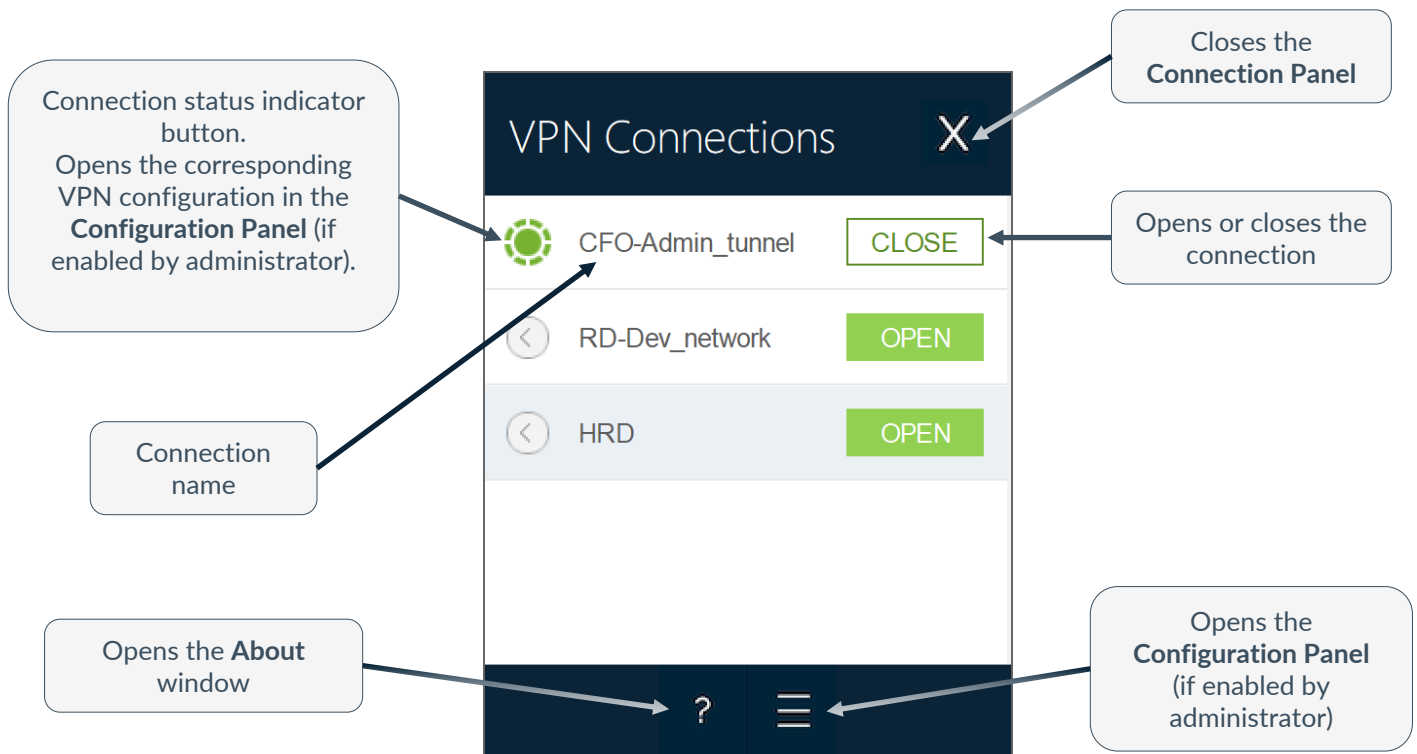 Closes the
Connection Panel
Connection status indicator
button.
Opens the corresponding
VPN configuration in the
Configuration Panel (if
enabled by administrator).
VPN Connections
X
Opens or closes the
connection
CFO-Admin_tunnel
CLOSE
RD-Dev_network
OPEN
HRD
OPEN
Connection
name
Opens the About
window
?
Opens the
Configuration Panel
(if enabled by
administrator)